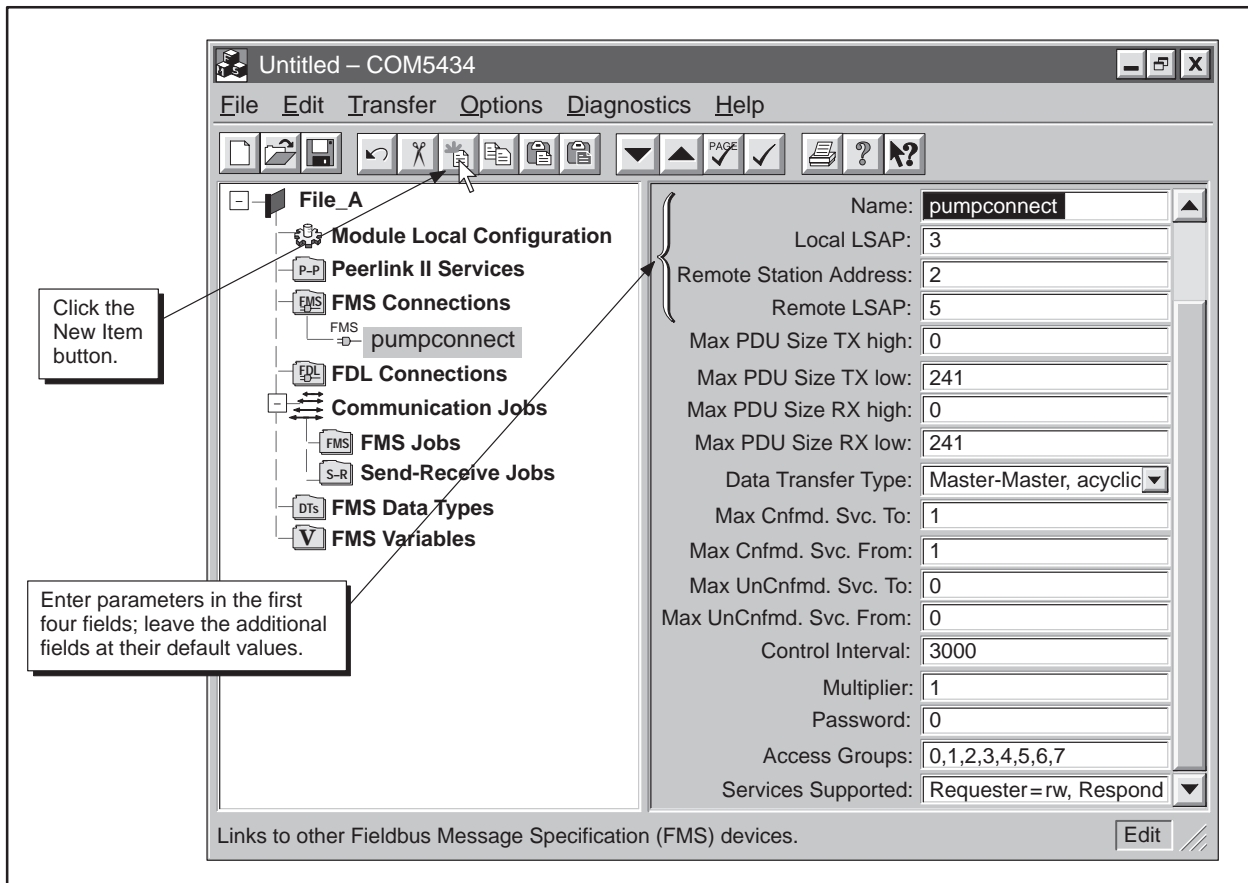 Untitled – COM5434
File Edit Transfer Options Diagnostics Help
PAGE
File_A
Module Local Configuration
P–P Peerlink II Services
FMS FMS Connections
FMS
pumpconnect
FDL FDL Connections
Communication Jobs
FMS FMS Jobs
S–R Send-Receive Jobs
DTs FMS Data Types
V FMS Variables
Click the
New Item
button.
Enter parameters in the first
four fields; leave the additional
fields at their default values.
Name: pumpconnect
Local LSAP: 3
Remote Station Address: 2
Remote LSAP: 5
Max PDU Size TX high: 0
Max PDU Size TX low: 241
Max PDU Size RX high: 0
Max PDU Size RX low: 241
Data Transfer Type: Master-Master, acyclic
Max Cnfmd. Svc. To: 1
Max Cnfmd. Svc. From: 1
Max UnCnfmd. Svc. To: 0
Max UnCnfmd. Svc. From: 0
Control Interval: 3000
Multiplier: 1
Password: 0
Access Groups: 0,1,2,3,4,5,6,7
Services Supported: Requester=rw, Respond
Links to other Fieldbus Message Specification (FMS) devices.
Edit